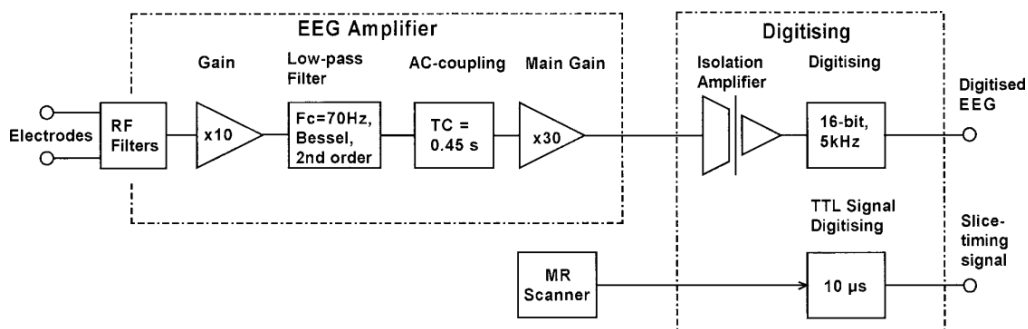 EEG Amplifier
Digitising
Gain
Low-pass
Filter
AC-coupling
Main Gain
Isolation
Amplifier
Digitising
Digitised
EEG
Electrodes
RF
Filters
x10
Fc=70Hz,
Bessel,
2nd order
TC =
0.45 s
x30
16-bit,
5kHz
TTL Signal
Digitising
Slice-
timing
signal
MR
Scanner
10 µs